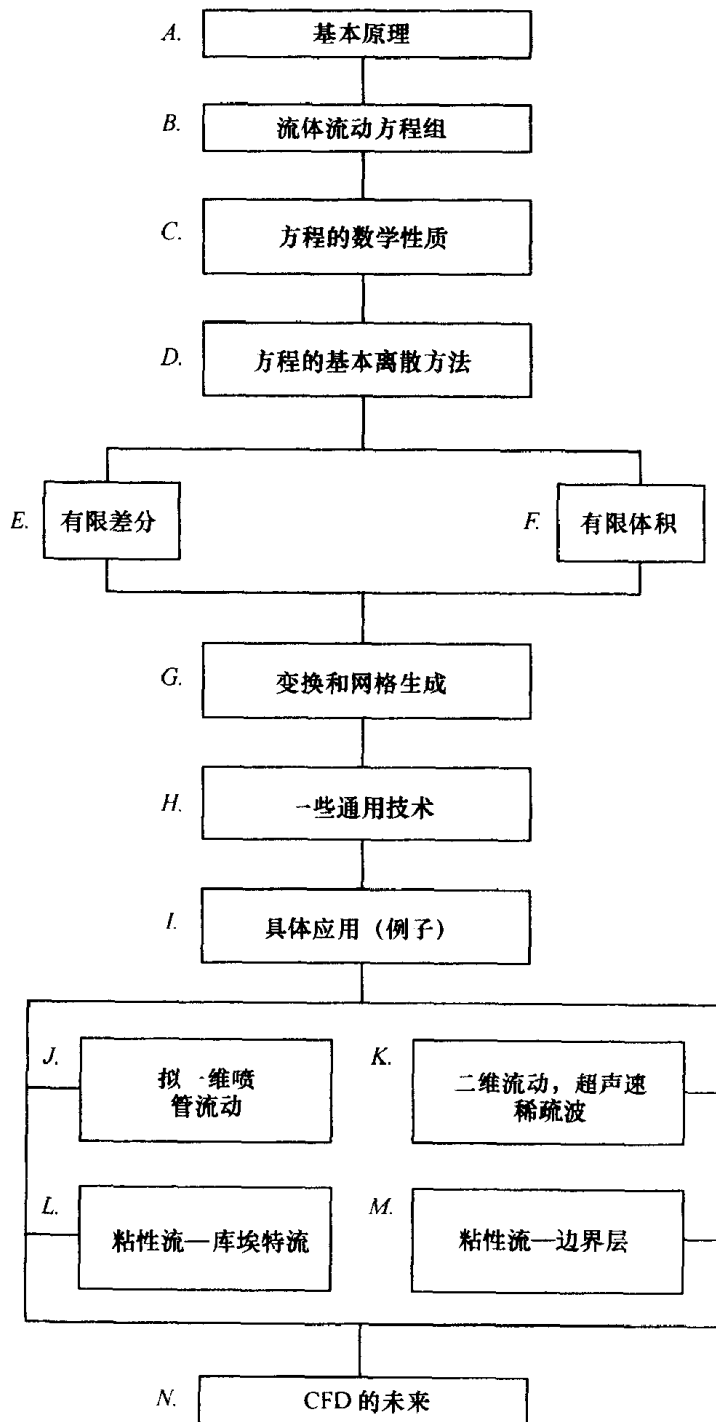 A. 基本原理
B. 流体流动方程组
C. 方程的数学性质
D. 方程的基本离散方法
E. 有限差分
F. 有限体积
G. 变换和网格生成
H. 一些通用技术
I. 具体应用（例子）
J. 拟一维喷
管流动
K. 二维流动，超声速
稀疏波
L. 粘性流—库埃特流
M. 粘性流—边界层
N. CFD 的未来